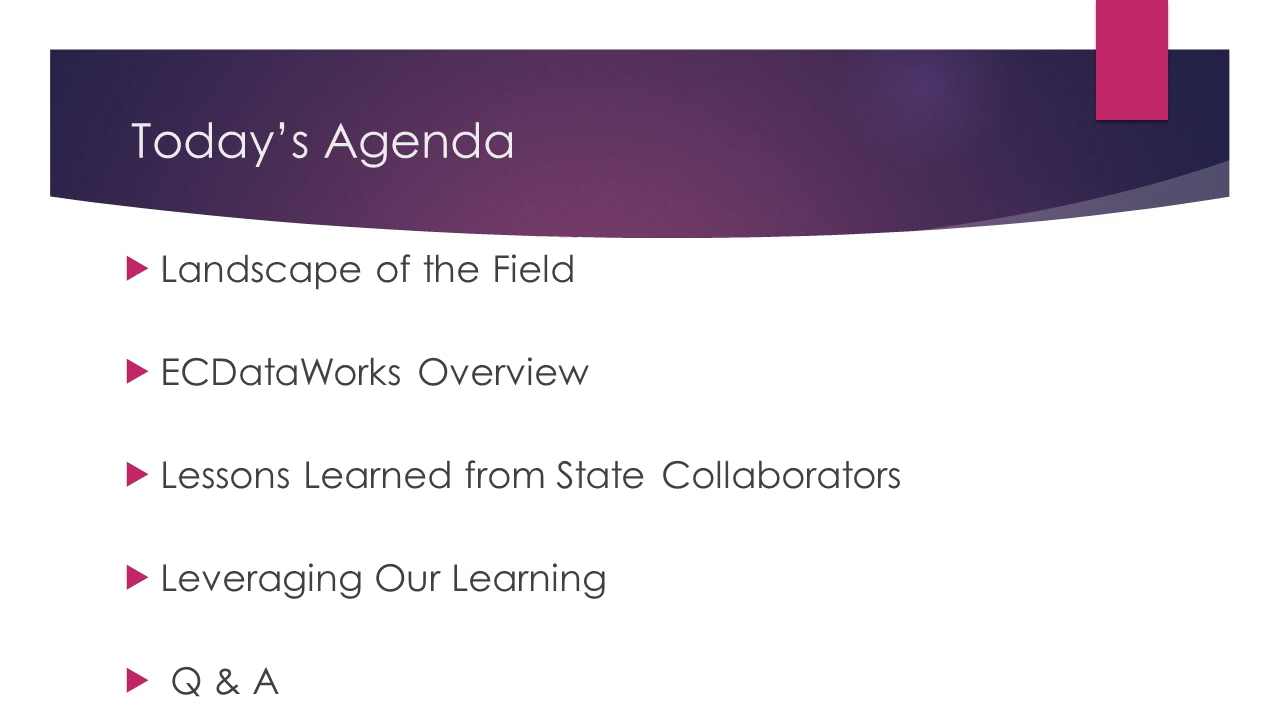 Today’s Agenda
Landscape of the Field
ECDataWorks Overview
Lessons Learned from State Collaborators
Leveraging Our Learning
Q & A